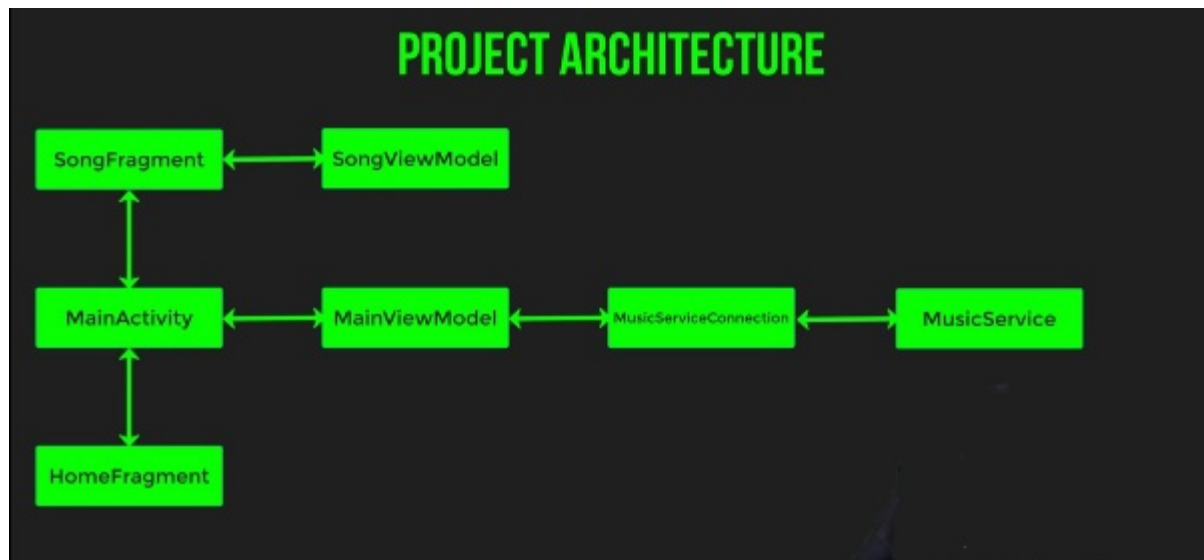 PROJECT ARCHITECTURE
SongFragment
SongViewModel
MainActivity
MainViewModel
MusicServiceConnection
MusicService
HomeFragment